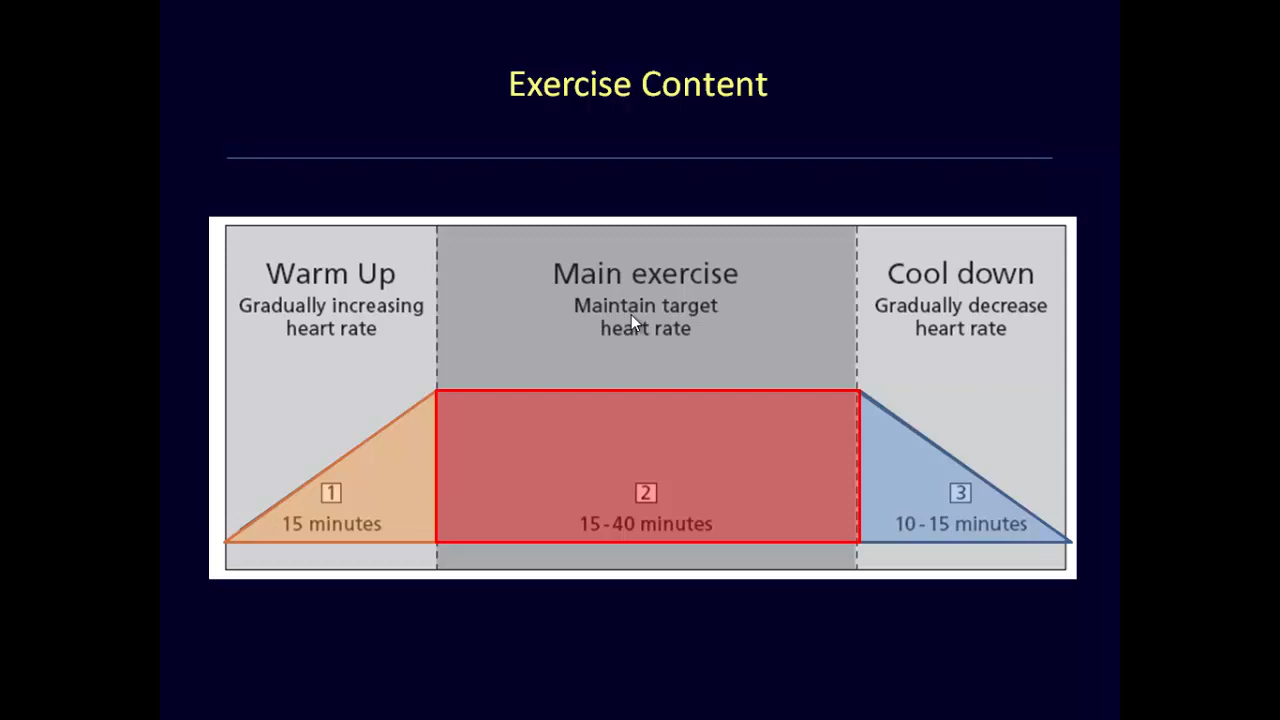 Exercise Content
Warm Up
Gradually increasing
heart rate
1
15 minutes
Main exercise
Maintain target
heart rate
2
15-40 minutes
Cool down
Gradually decrease
heart rate
3
10-15 minutes